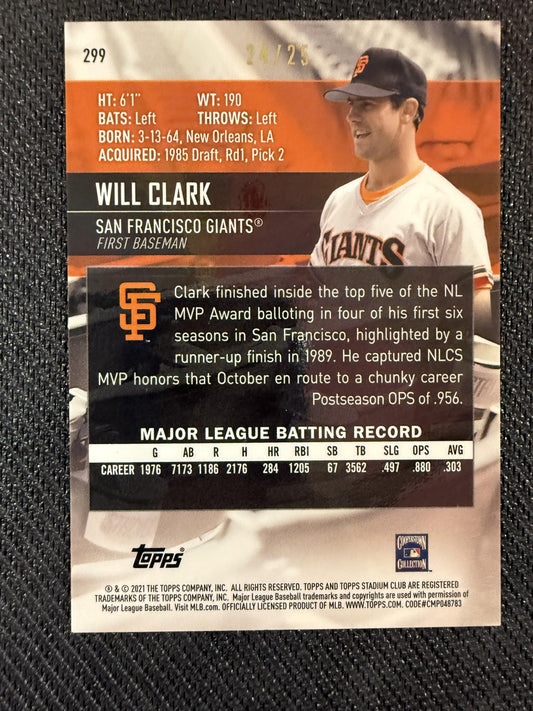 299
24/25
SF
HT: 6'1" WT: 190
BATS: Left THROWS: Left
BORN: 3-13-64, New Orleans, LA
ACQUIRED: 1985 Draft, Rd1, Pick 2
WILL CLARK
SAN FRANCISCO GIANTS®
FIRST BASEMAN
GIANTS
SF™
Clark finished inside the top five of the NL
MVP Award balloting in four of his first six
seasons in San Francisco, highlighted by a
runner-up finish in 1989. He captured NLCS
MVP honors that October en route to a chunky career
Postseason OPS of .956.
MAJOR LEAGUE BATTING RECORD
G AB R H HR RBI SB TB SLG OPS AVG
CAREER 1976 7173 1186 2176 284 1205 67 3562 .497 .880 .303
Topps®
COOPERSTOWN
COLLECTION
® & © 2021 THE TOPPS COMPANY, INC. ALL RIGHTS RESERVED. TOPPS AND TOPPS STADIUM CLUB ARE REGISTERED
TRADEMARKS OF THE TOPPS COMPANY, INC. Major League Baseball trademarks and copyrights are used with permission of
Major League Baseball. Visit MLB.com. OFFICIALLY LICENSED PRODUCT OF MLB. WWW.TOPPS.COM. CODE#CMP048783